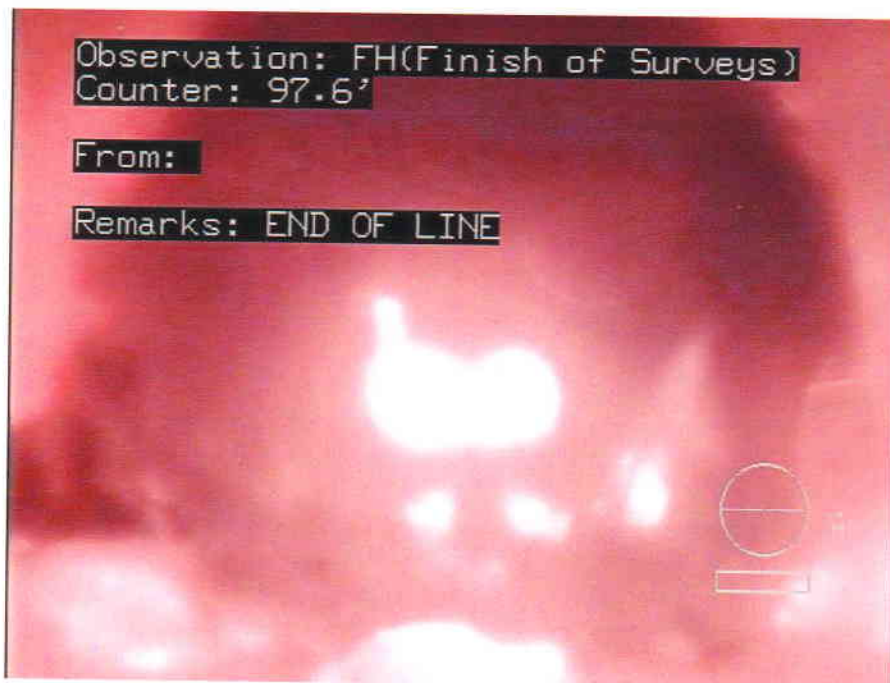 Observation: FH(Finish of Surveys)
Counter: 97.6'
From:
Remarks: END OF LINE